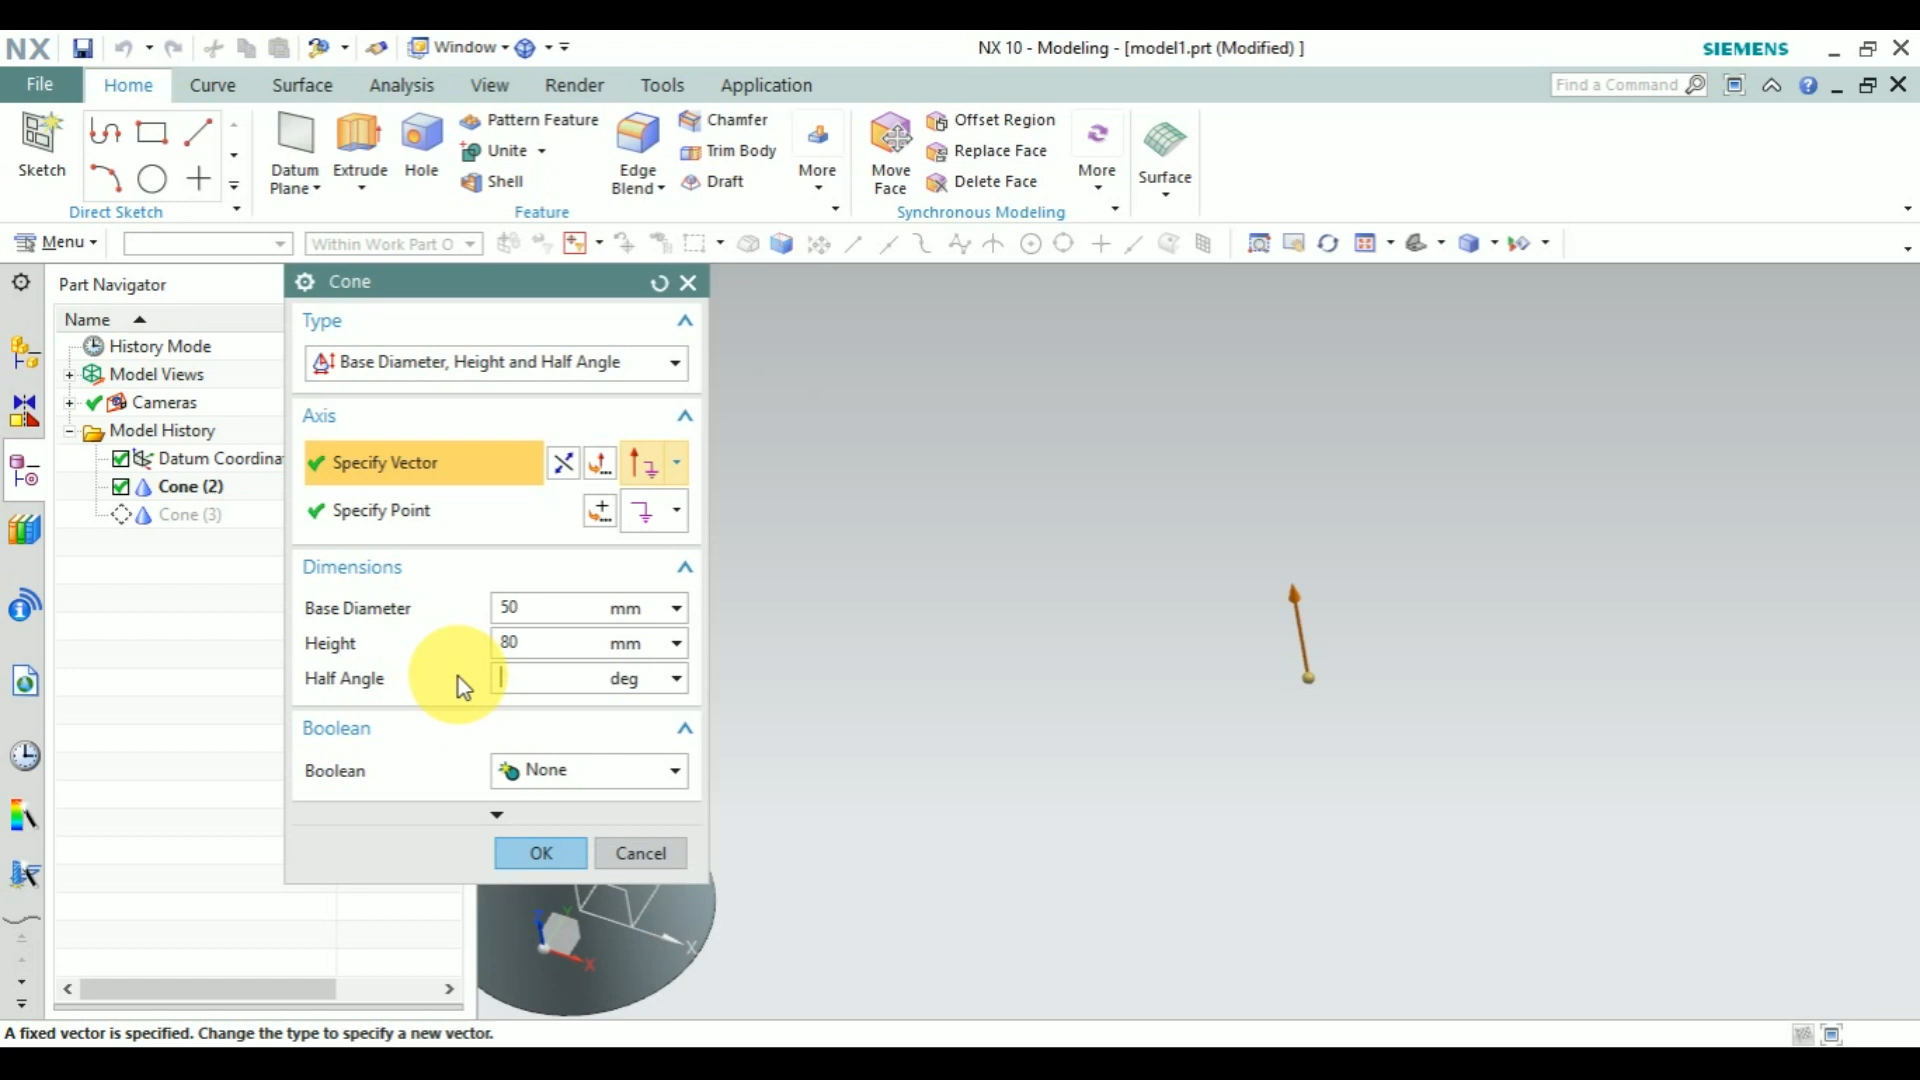 NX
Window
NX 10 - Modeling - [model1.prt (Modified) ]
SIEMENS
File
Home
Curve
Surface
Analysis
View
Render
Tools
Application
Find a Command
Sketch
Direct Sketch
Datum
Plane
Extrude
Hole
Pattern Feature
Unite
Shell
Edge
Blend
Chamfer
Trim Body
Draft
More
Feature
Move
Face
Offset Region
Replace Face
Delete Face
More
Synchronous Modeling
Surface
Menu
Within Work Part O
Part Navigator
Name
History Mode
Model Views
Cameras
Model History
Datum Coordina
Cone (2)
Cone (3)
Cone
Type
Base Diameter, Height and Half Angle
Axis
Specify Vector
Specify Point
Dimensions
Base Diameter 50 mm
Height 80 mm
Half Angle deg
Boolean
Boolean None
OK Cancel
Z
Y
X
X
A fixed vector is specified. Change the type to specify a new vector.